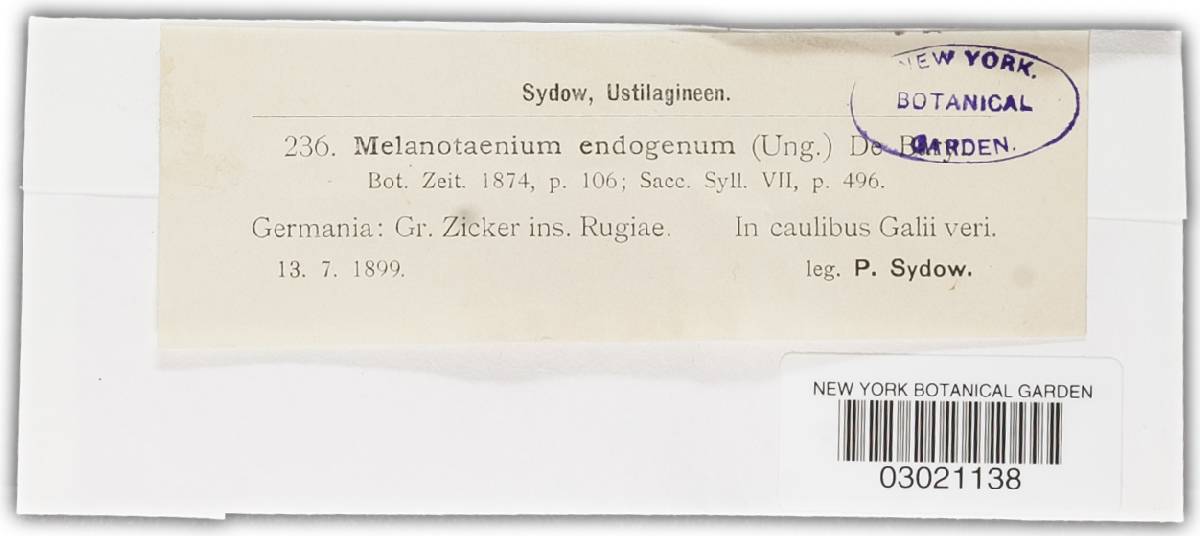 Sydow, Ustilagineen.
NEW YORK.
BOTANICAL
GARDEN.
236. Melanotaenium endogenum (Ung.) De Bary
Bot. Zeit. 1874, p. 106; Sacc. Syll. VII, p. 496.
Germania: Gr. Zicker ins. Rugiae. In caulibus Galii veri.
13. 7. 1899. leg. P. Sydow.
NEW YORK BOTANICAL GARDEN
03021138